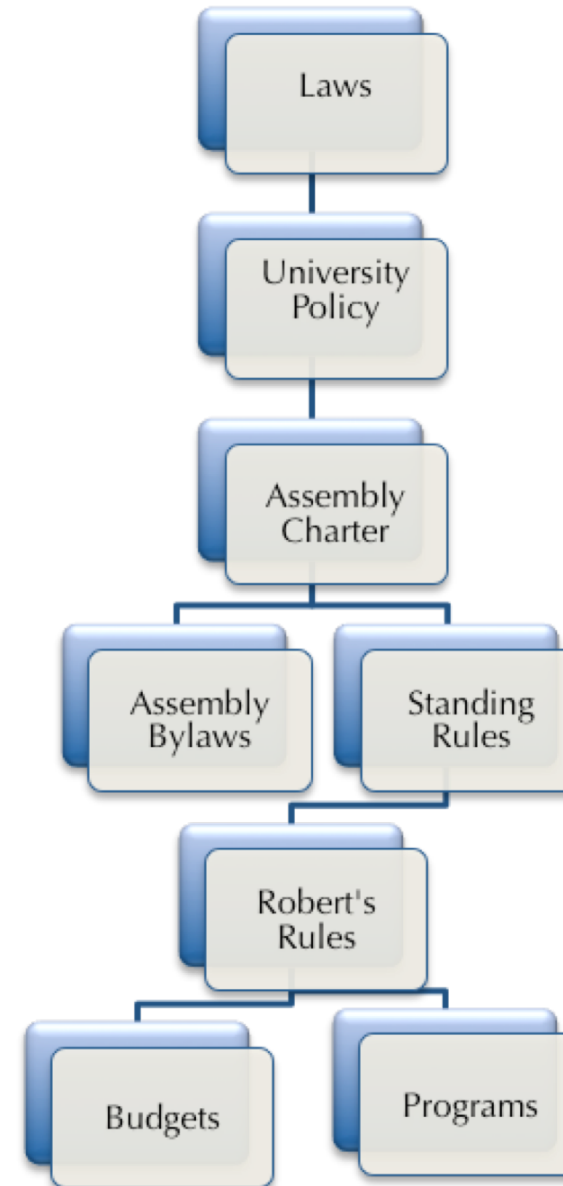 Laws
University
Policy
Assembly
Charter
Assembly
Bylaws
Standing
Rules
Robert's
Rules
Budgets
Programs